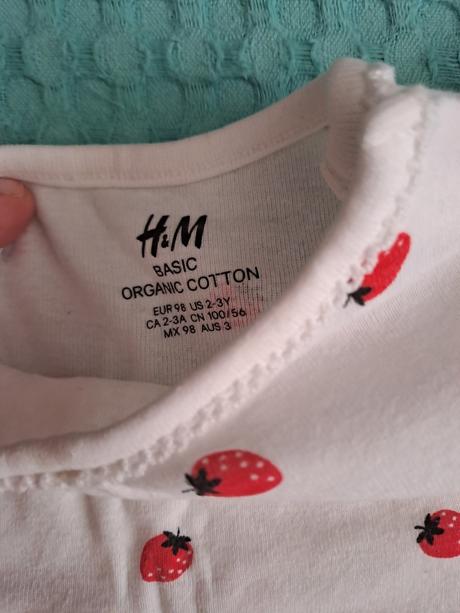 H&M
BASIC
ORGANIC COTTON
EUR 98 US 2-3Y
CA 2-3A CN 100/56
MX 98 AUS 3